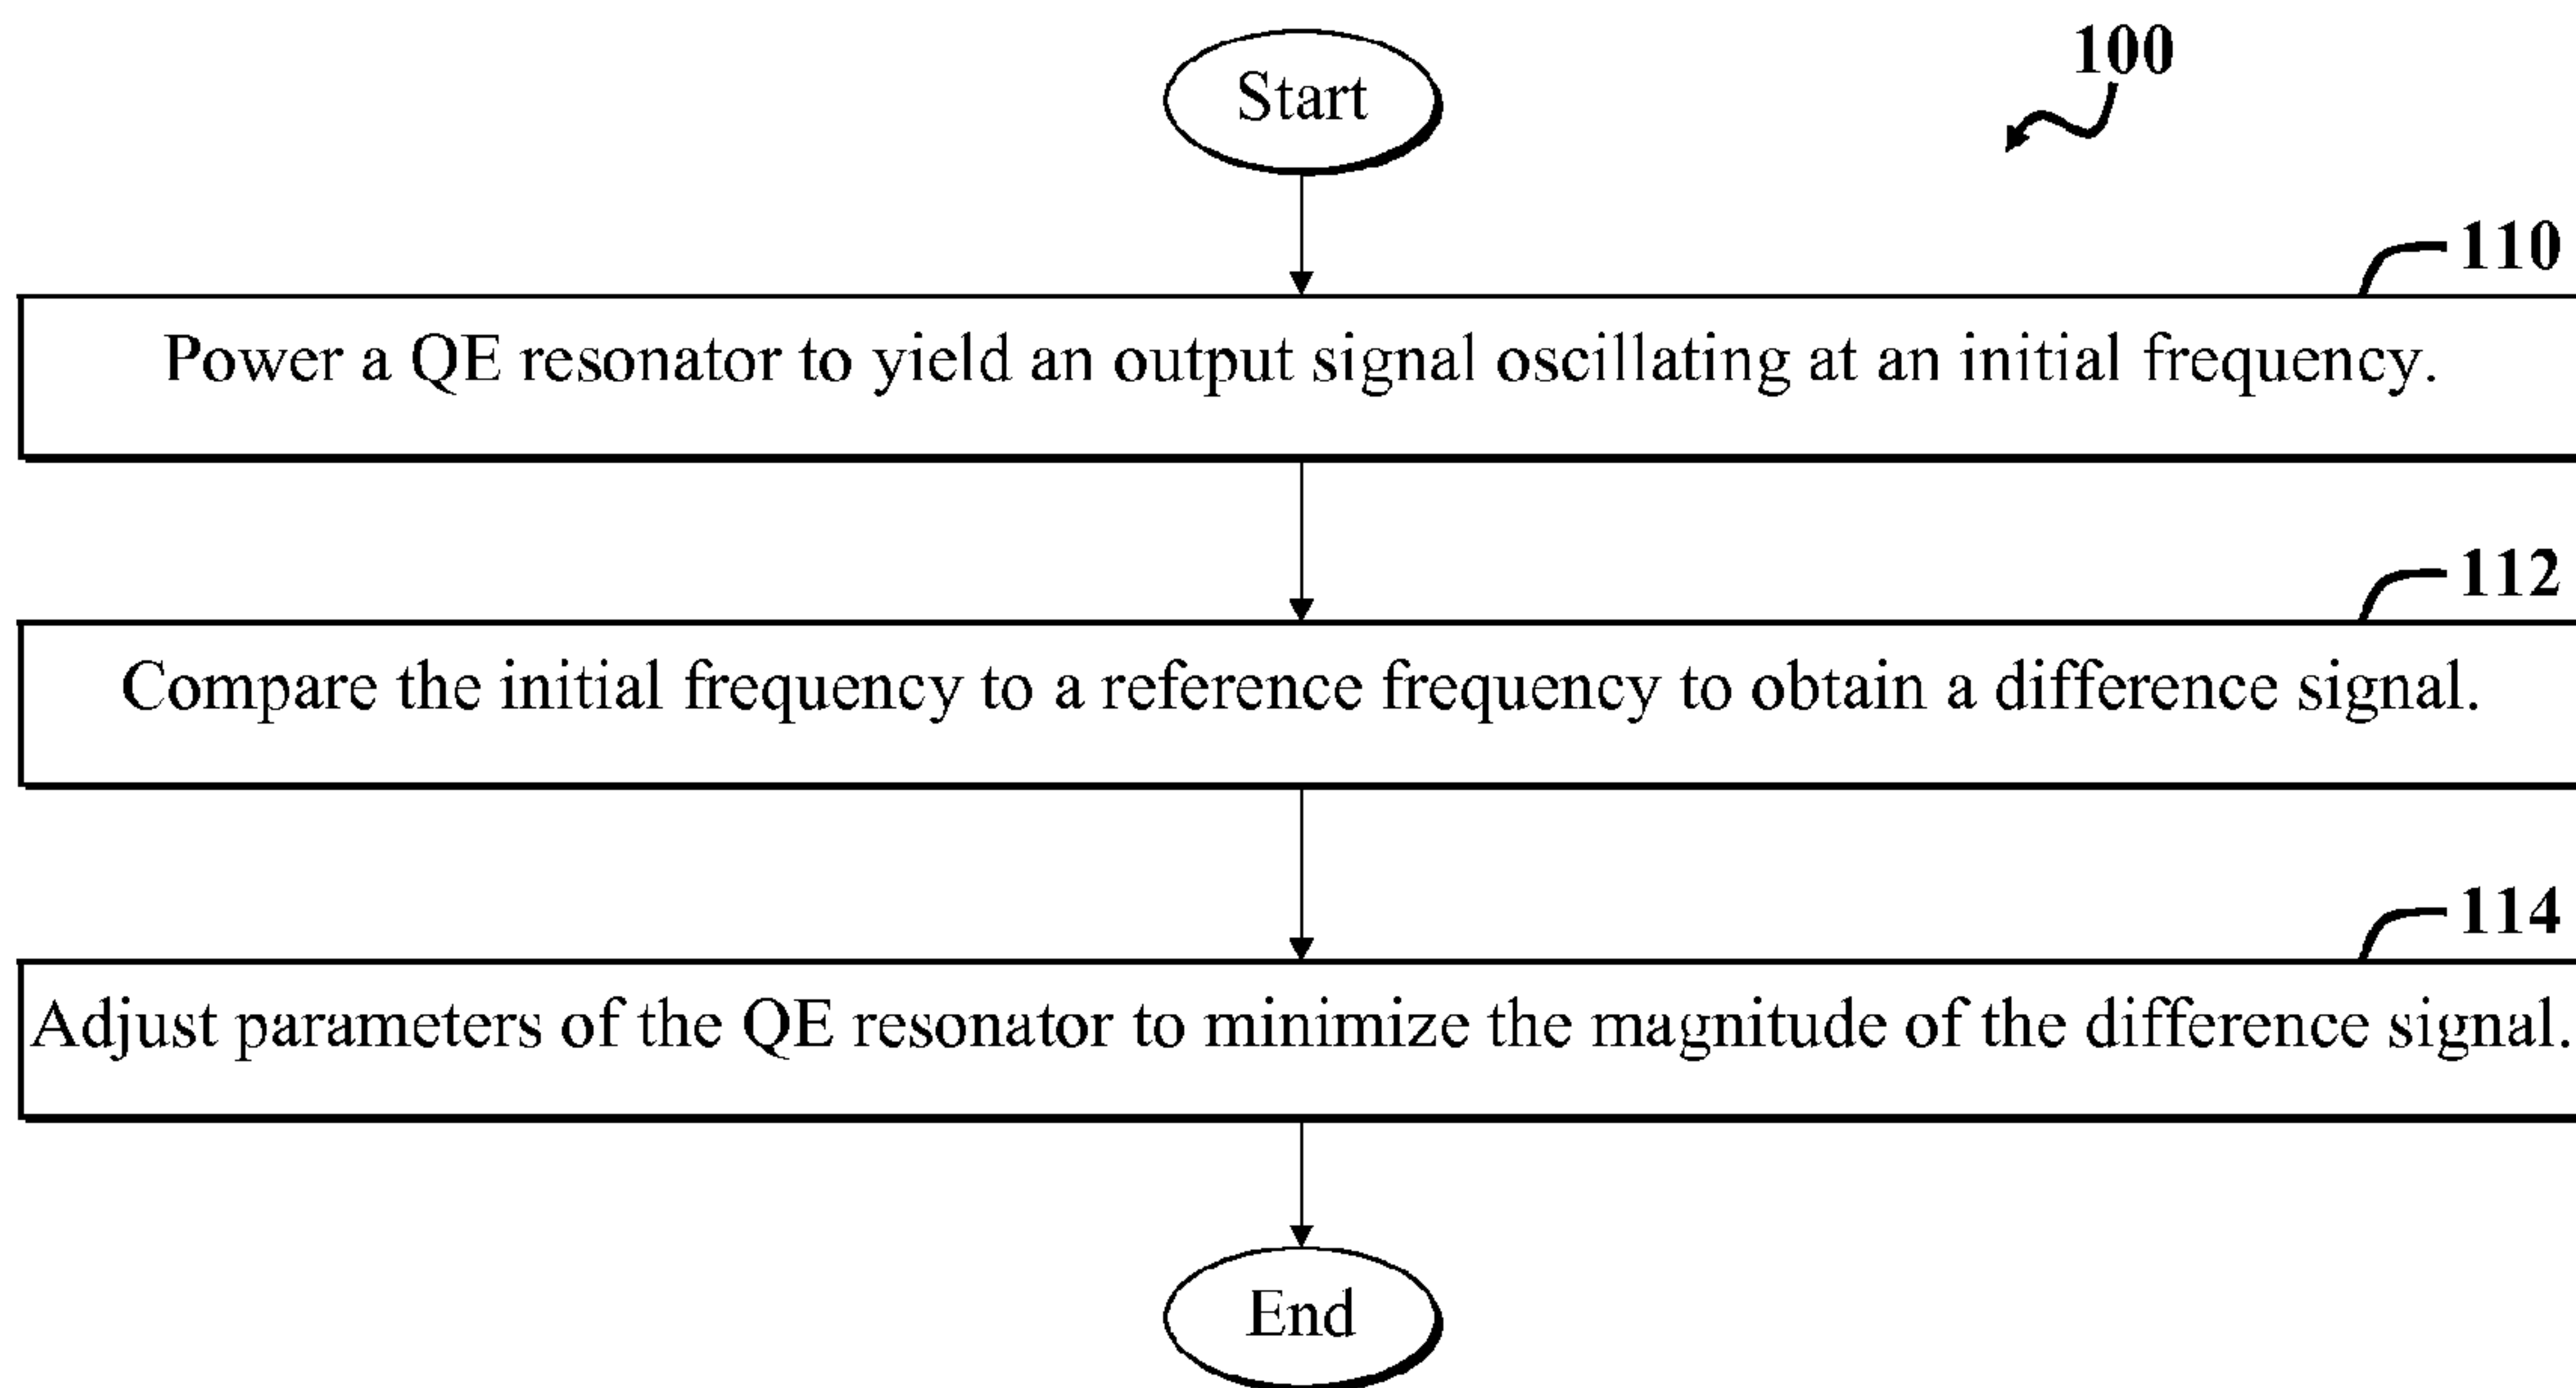 Start
100
110
Power a QE resonator to yield an output signal oscillating at an initial frequency.
112
Compare the initial frequency to a reference frequency to obtain a difference signal.
114
Adjust parameters of the QE resonator to minimize the magnitude of the difference signal.
End